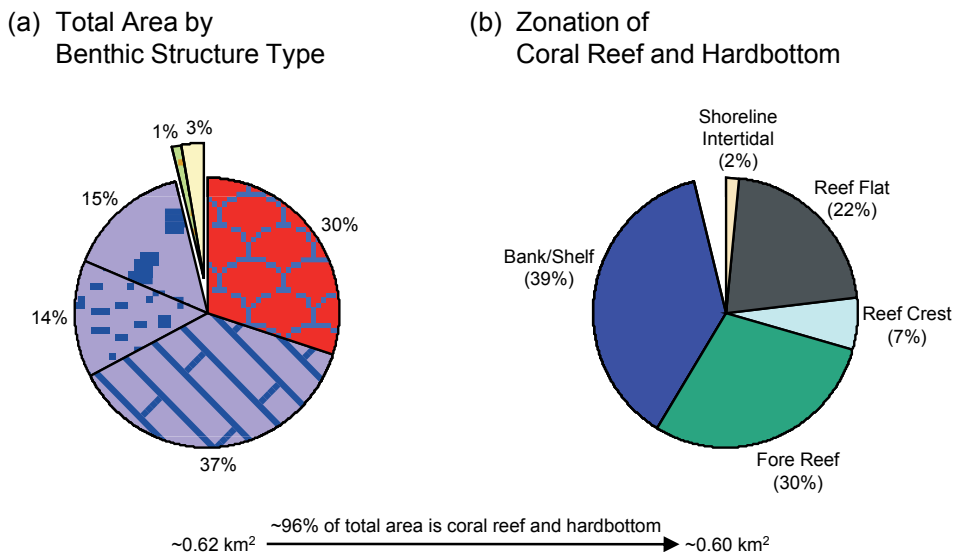 (a) Total Area by
Benthic Structure Type
(b) Zonation of
Coral Reef and Hardbottom
1%
3%
15%
30%
14%
37%
Shoreline
Intertidal
(2%)
Reef Flat
(22%)
Bank/Shelf
(39%)
Reef Crest
(7%)
Fore Reef
(30%)
~96% of total area is coral reef and hardbottom
~0.62 km²
~0.60 km²